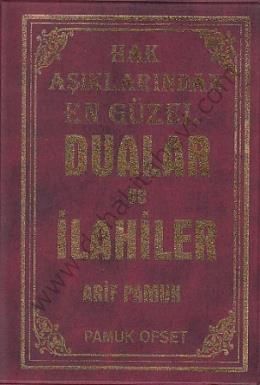 HAK
AŞIKLARINDAN
EN GÜZEL
DUALAR
ve
İLAHİLER
ARİF PAMUK
PAMUK OFSET